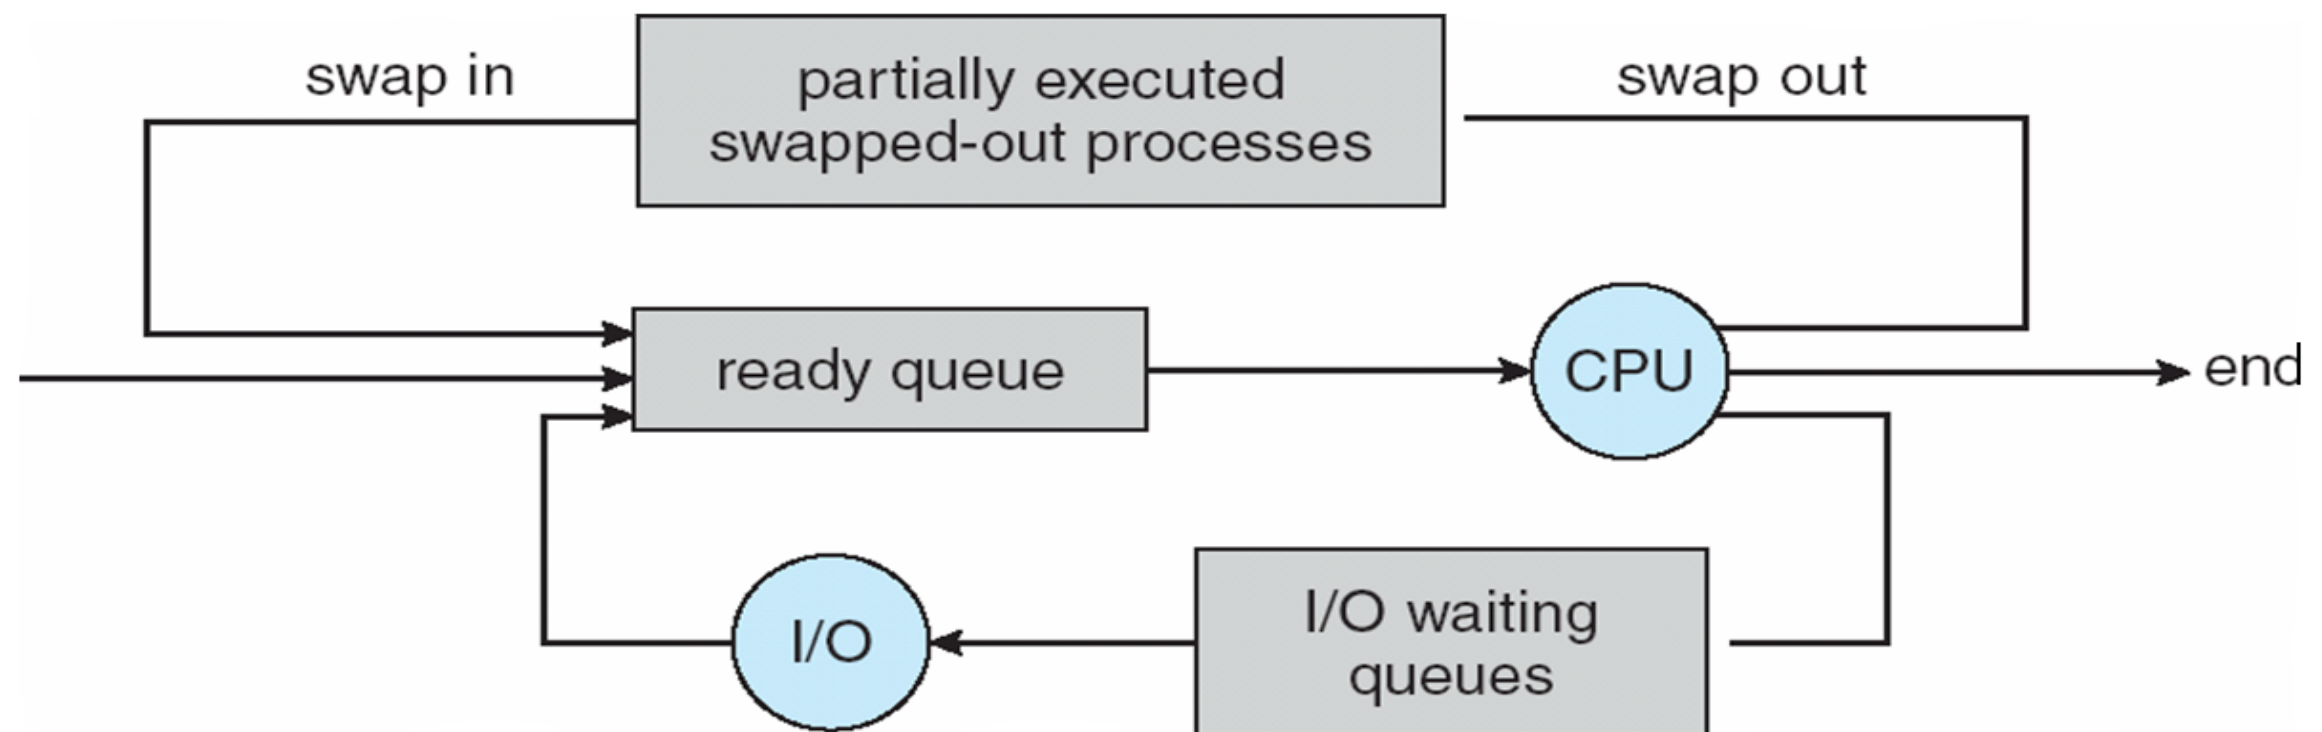 swap in
partially executed
swapped-out processes
swap out
ready queue
CPU
end
I/O
I/O waiting
queues